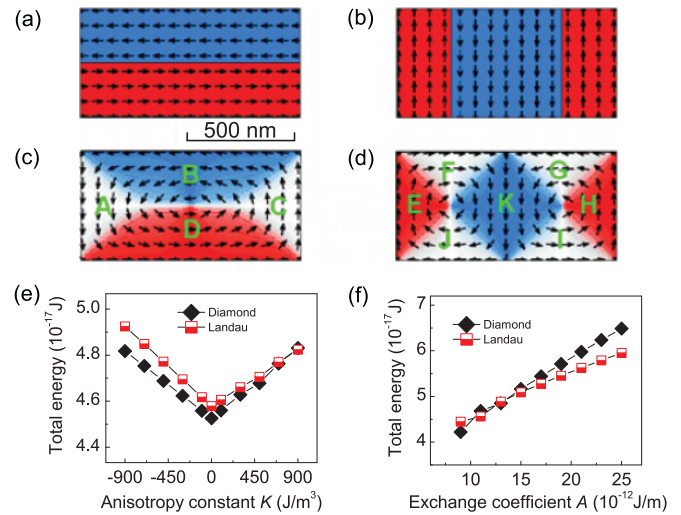 (a)
(b)
500 nm
(c)
(d)
A
B
C
D
E
F
G
H
I
J
K
(e)
(f)
Total energy (10⁻¹⁷J)
5.0
4.8
4.6
4.4
Diamond
Landau
-900
-450
0
450
900
Anisotropy constant K (J/m³)
Total energy (10⁻¹⁷J)
7
6
5
4
Diamond
Landau
10
15
20
25
Exchange coefficient A (10⁻¹²J/m)